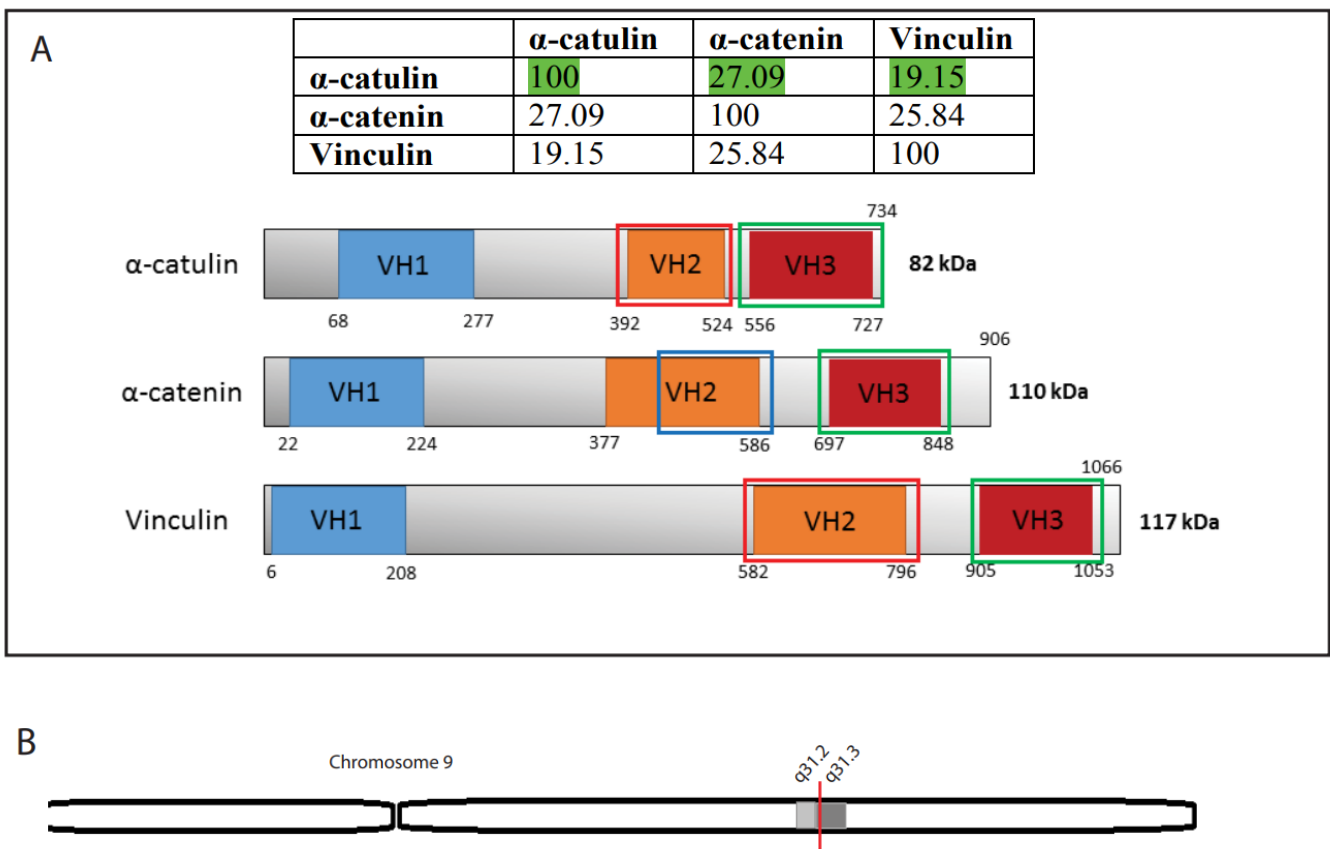 A
α-catulin α-catenin Vinculin
α-catulin 100 27.09 19.15
α-catenin 27.09 100 25.84
Vinculin 19.15 25.84 100
734
α-catulin VH1 VH2 VH3 82 kDa
68 277 392 524 556 727
906
α-catenin VH1 VH2 VH3 110 kDa
22 224 377 586 697 848
1066
Vinculin VH1 VH2 VH3 117 kDa
6 208 582 796 905 1053
B
Chromosome 9 q31.2 q31.3